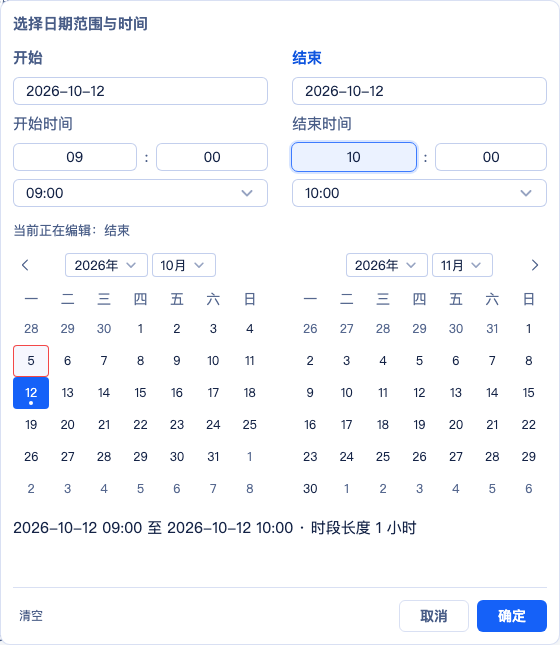 选择日期范围与时间
开始 结束
2026-10-12 2026-10-12
开始时间 结束时间
09 : 00 10 : 00
09:00 10:00
当前正在编辑：结束
2026年 10月 2026年 11月
一 二 三 四 五 六 日 一 二 三 四 五 六 日
28 29 30 1 2 3 4 26 27 28 29 30 31 1
5 6 7 8 9 10 11 2 3 4 5 6 7 8
12 13 14 15 16 17 18 9 10 11 12 13 14 15
19 20 21 22 23 24 25 16 17 18 19 20 21 22
26 27 28 29 30 31 1 23 24 25 26 27 28 29
2 3 4 5 6 7 8 30 1 2 3 4 5 6
2026-10-12 09:00 至 2026-10-12 10:00 · 时段长度 1 小时
清空 取消 确定